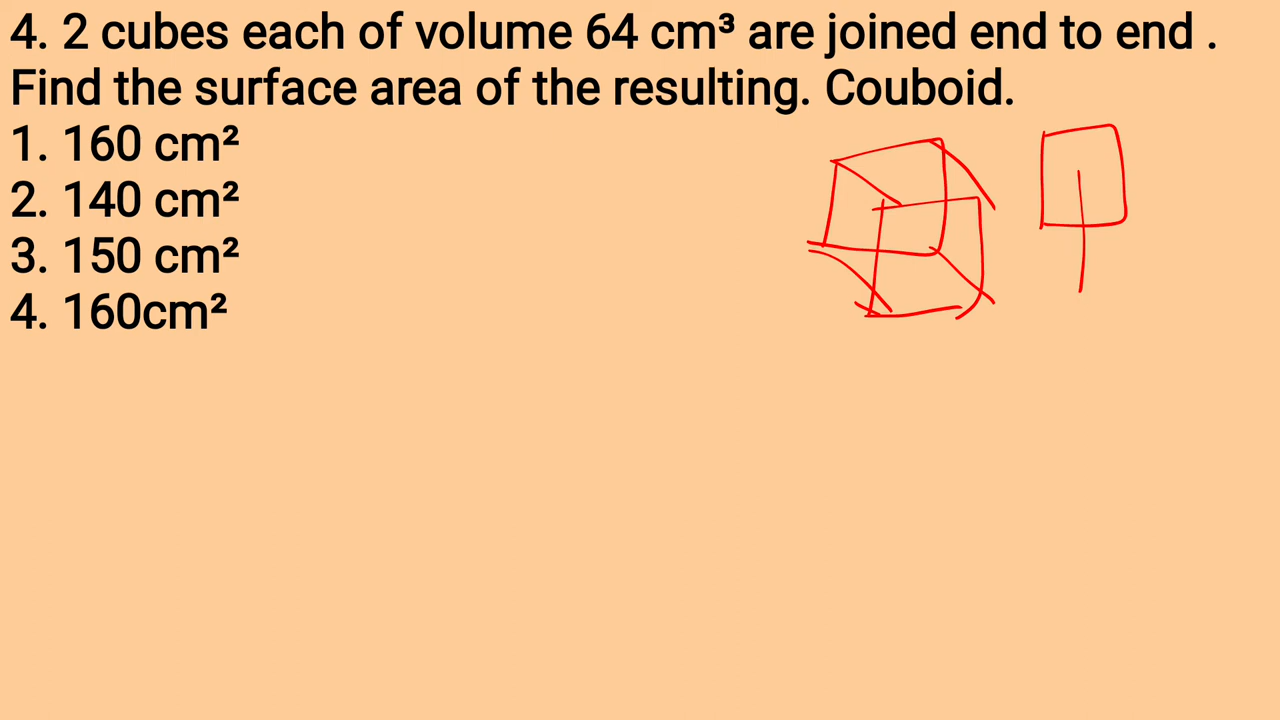 4. 2 cubes each of volume 64 cm³ are joined end to end .
Find the surface area of the resulting. Couboid.
1. 160 cm²
2. 140 cm²
3. 150 cm²
4. 160cm²